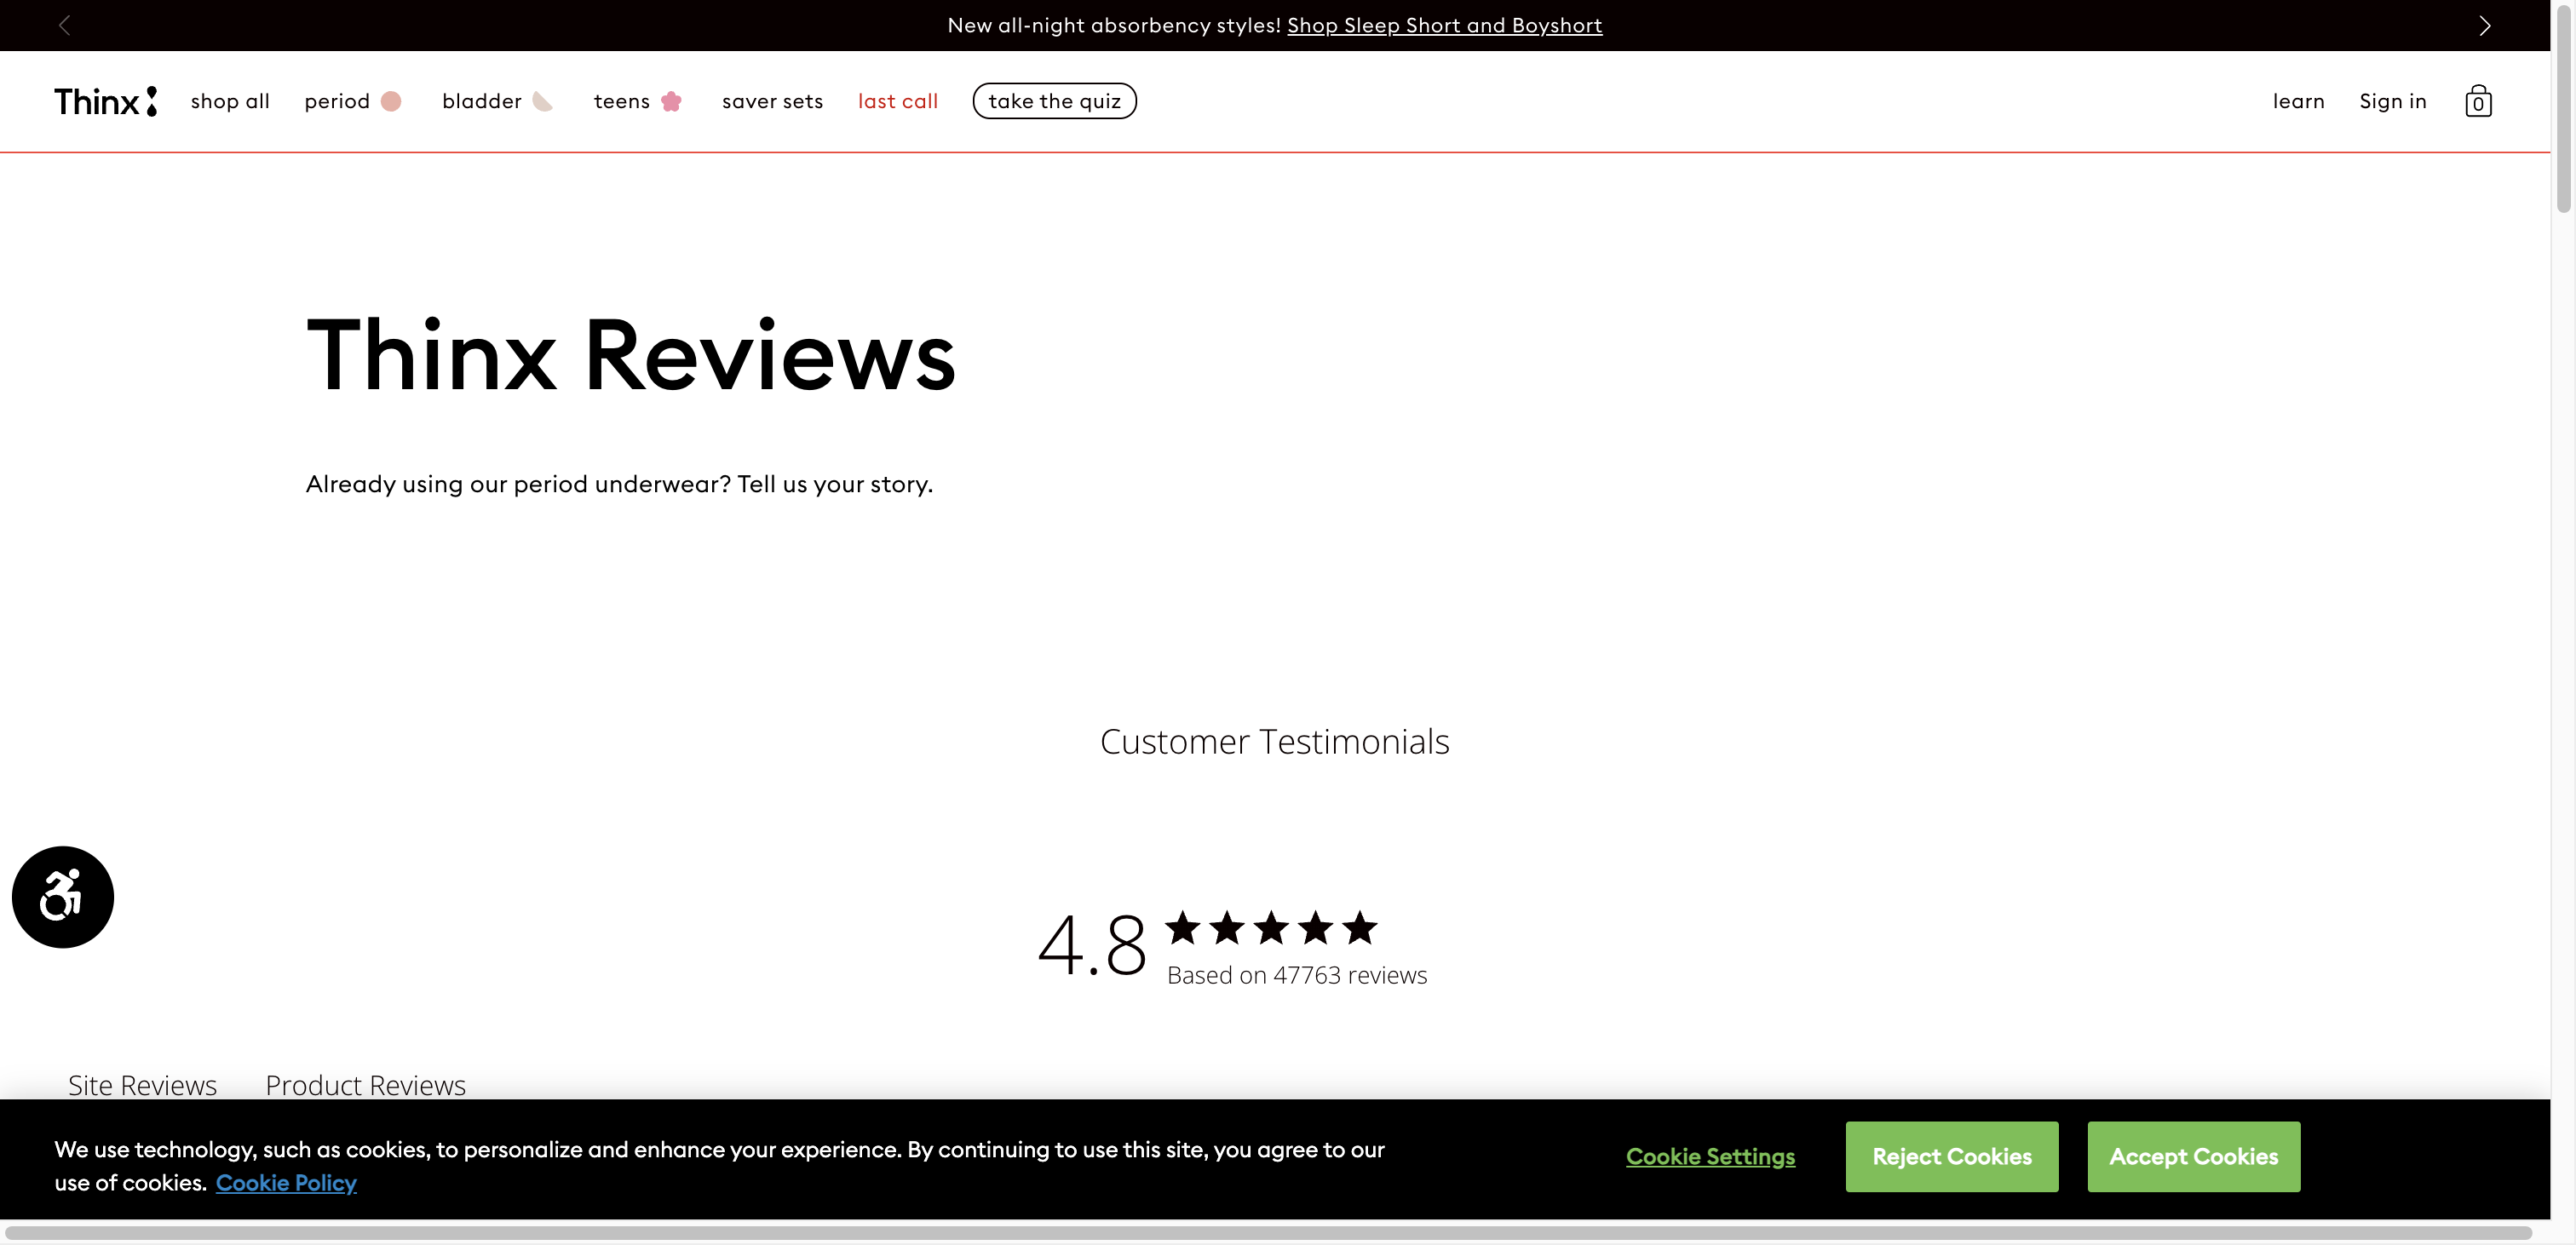 New all-night absorbency styles! Shop Sleep Short and Boyshort
Thinx shop all period bladder teens saver sets last call take the quiz learn Sign in 0
Thinx Reviews
Already using our period underwear? Tell us your story.
Customer Testimonials
4.8
Based on 47763 reviews
Site Reviews Product Reviews
We use technology, such as cookies, to personalize and enhance your experience. By continuing to use this site, you agree to our
use of cookies. Cookie Policy
Cookie Settings Reject Cookies Accept Cookies